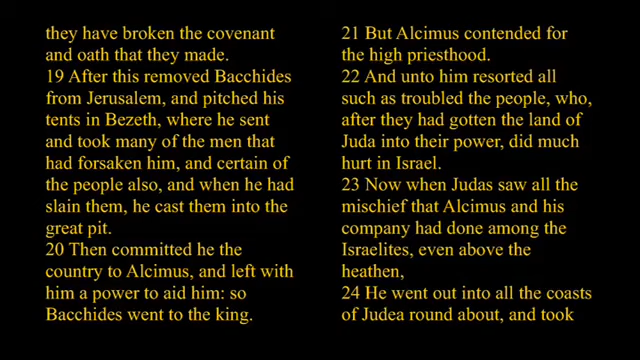 they have broken the covenant
and oath that they made.
19 After this removed Bacchides
from Jerusalem, and pitched his
tents in Bezeth, where he sent
and took many of the men that
had forsaken him, and certain of
the people also, and when he had
slain them, he cast them into the
great pit.
20 Then committed he the
country to Alcimus, and left with
him a power to aid him: so
Bacchides went to the king.
21 But Alcimus contended for
the high priesthood.
22 And unto him resorted all
such as troubled the people, who,
after they had gotten the land of
Juda into their power, did much
hurt in Israel.
23 Now when Judas saw all the
mischief that Alcimus and his
company had done among the
Israelites, even above the
heathen,
24 He went out into all the coasts
of Judea round about, and took